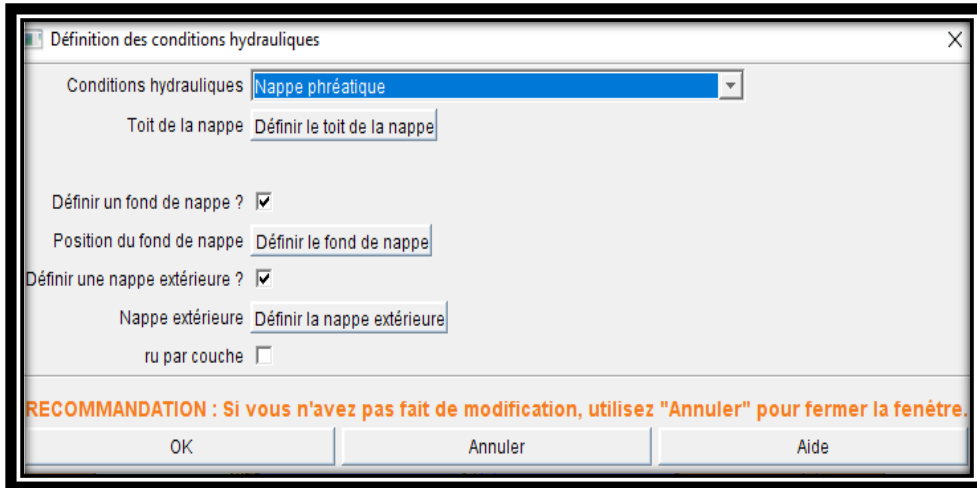 Définition des conditions hydrauliques
Conditions hydrauliques Nappe phréatique
Toit de la nappe Définir le toit de la nappe
Définir un fond de nappe ?
Position du fond de nappe Définir le fond de nappe
Définir une nappe extérieure ?
Nappe extérieure Définir la nappe extérieure
ru par couche
RECOMMANDATION : Si vous n'avez pas fait de modification, utilisez "Annuler" pour fermer la fenêtre.
OK Annuler Aide